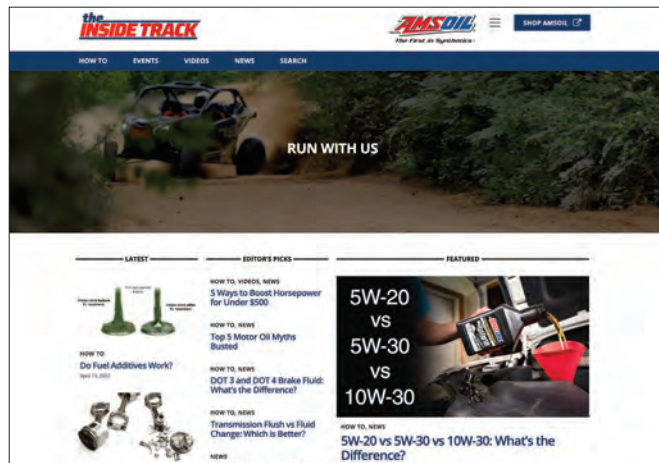 the
INSIDE TRACK
AMSOIL
The First in Synthetics
SHOP AMSOIL
HOW TO EVENTS VIDEOS NEWS SEARCH
RUN WITH US
LATEST
HOW TO
Do Fuel Additives Work?
EDITOR'S PICKS
HOW TO, VIDEOS, NEWS
5 Ways to Boost Horsepower
for Under $500
HOW TO, NEWS
Top 5 Motor Oil Myths
Busted
HOW TO, NEWS
DOT 3 and DOT 4 Brake Fluid:
What's the Difference?
HOW TO, NEWS
Transmission Flush vs Fluid
Change: Which is Better?
NEWS
FEATURED
5W-20
vs
5W-30
vs
10W-30
HOW TO, NEWS
5W-20 vs 5W-30 vs 10W-30: What's the
Difference?